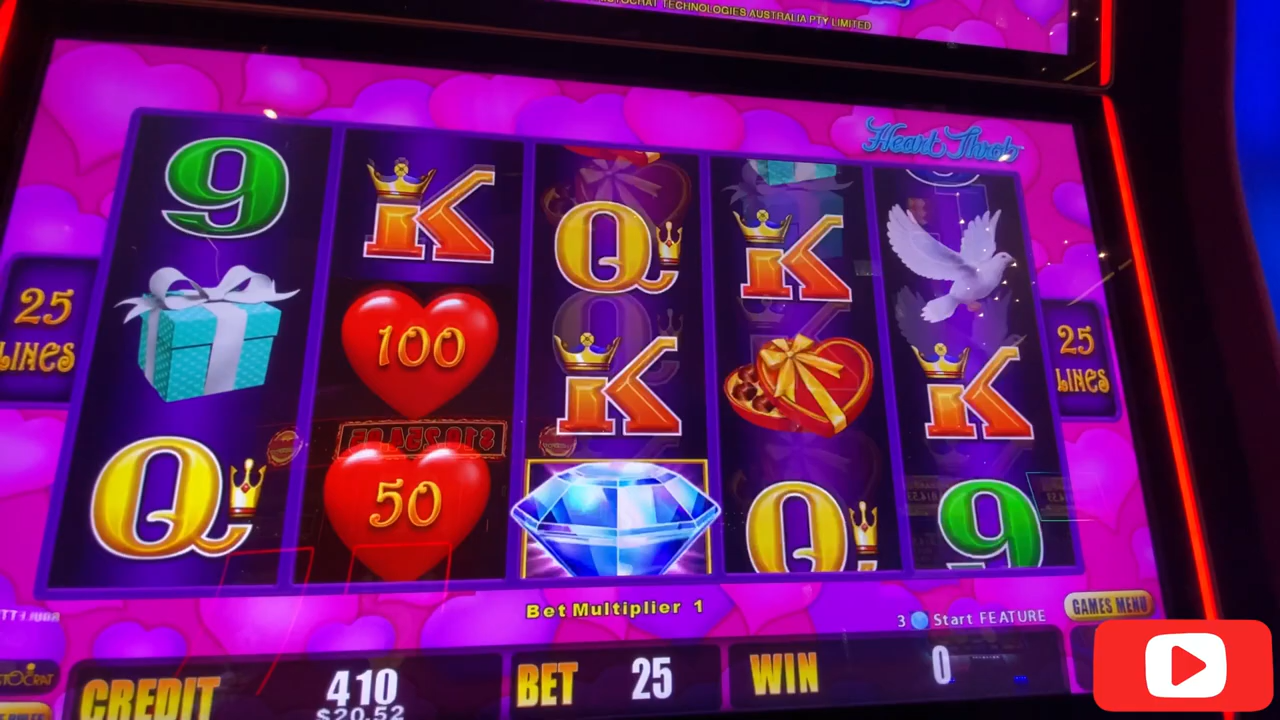 ARISTOCRAT TECHNOLOGIES AUSTRALIA PTY LIMITED
Heart Throb
9
K
Q
K
25
LINES
100
K
K
25
LINES
Q
50
Q
9
Bet Multiplier 1
3 Start FEATURE
GAMES MENU
CREDIT
410
$20.52
BET
25
WIN
0